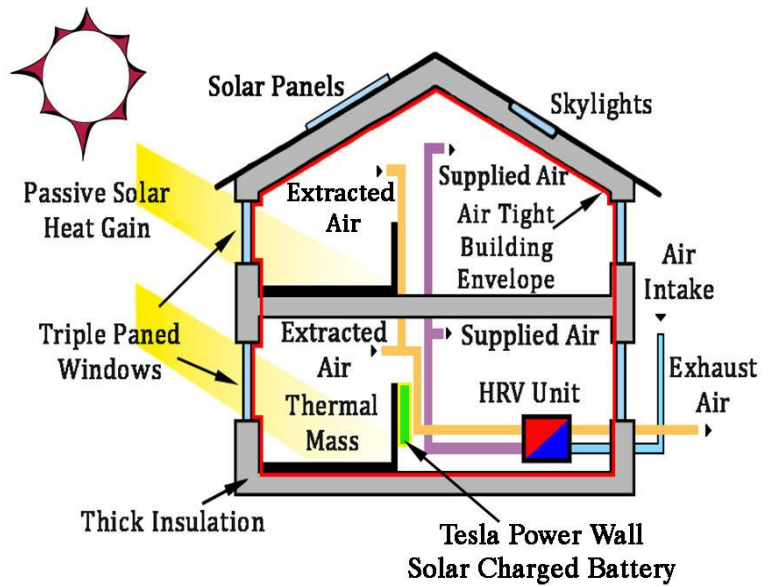 Solar Panels
Skylights
Passive Solar
Heat Gain
Extracted
Air
Supplied Air
Air Tight
Building
Envelope
Air
Intake
Triple Paned
Windows
Extracted
Air
Supplied Air
Thermal
Mass
HRV Unit
Exhaust
Air
Thick Insulation
Tesla Power Wall
Solar Charged Battery